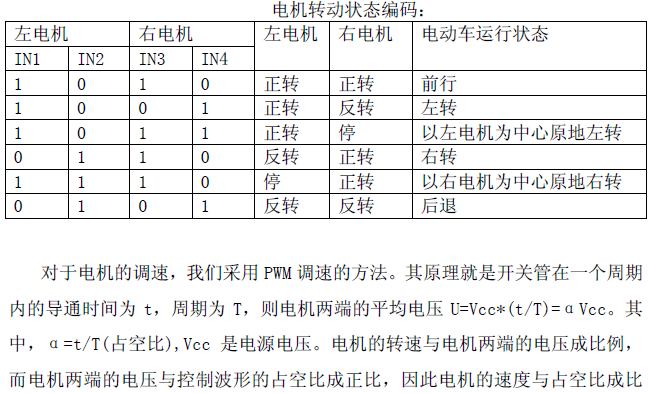 电机转动状态编码：
左电机 右电机 左电机 右电机 电动车运行状态
IN1 IN2 IN3 IN4
1 0 1 0 正转 正转 前行
1 0 0 1 正转 反转 左转
1 0 1 1 正转 停 以左电机为中心原地左转
0 1 1 0 反转 正转 右转
1 1 1 0 停 正转 以右电机为中心原地右转
0 1 0 1 反转 反转 后退
对于电机的调速，我们采用 PWM 调速的方法。其原理就是开关管在一个周期
内的导通时间为 t，周期为 T，则电机两端的平均电压 U=Vcc*(t/T)=αVcc。其
中，α=t/T(占空比),Vcc 是电源电压。电机的转速与电机两端的电压成比例，
而电机两端的电压与控制波形的占空比成正比，因此电机的速度与占空比成比